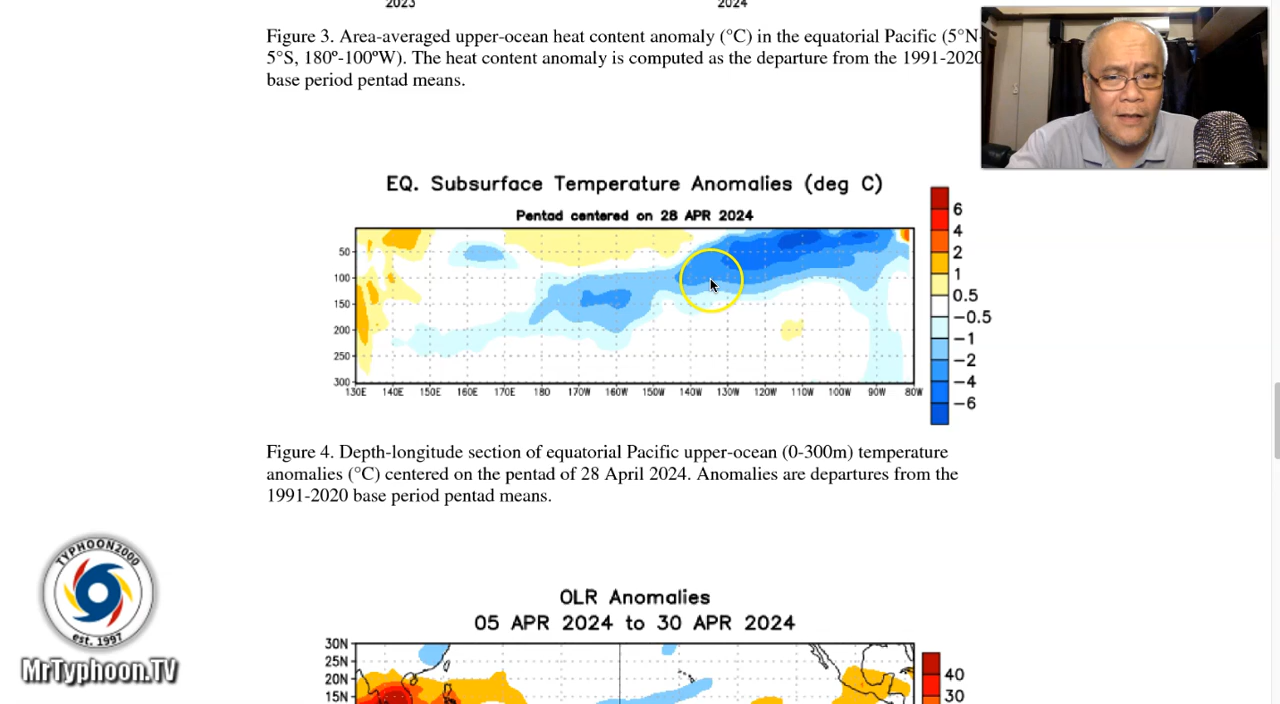 2023 2024
Figure 3. Area-averaged upper-ocean heat content anomaly (°C) in the equatorial Pacific (5°N-
5°S, 180º-100ºW). The heat content anomaly is computed as the departure from the 1991-2020
base period pentad means.
EQ. Subsurface Temperature Anomalies (deg C)
Pentad centered on 28 APR 2024
50
100
150
200
250
300
130E 140E 150E 160E 170E 180 170W 160W 150W 140W 130W 120W 110W 100W 90W 80W
6
4
2
1
0.5
−0.5
−1
−2
−4
−6
Figure 4. Depth-longitude section of equatorial Pacific upper-ocean (0-300m) temperature
anomalies (°C) centered on the pentad of 28 April 2024. Anomalies are departures from the
1991-2020 base period pentad means.
TYPHOON2000
est. 1997
MrTyphoon.TV
OLR Anomalies
05 APR 2024 to 30 APR 2024
30N
25N
20N
15N
40
30